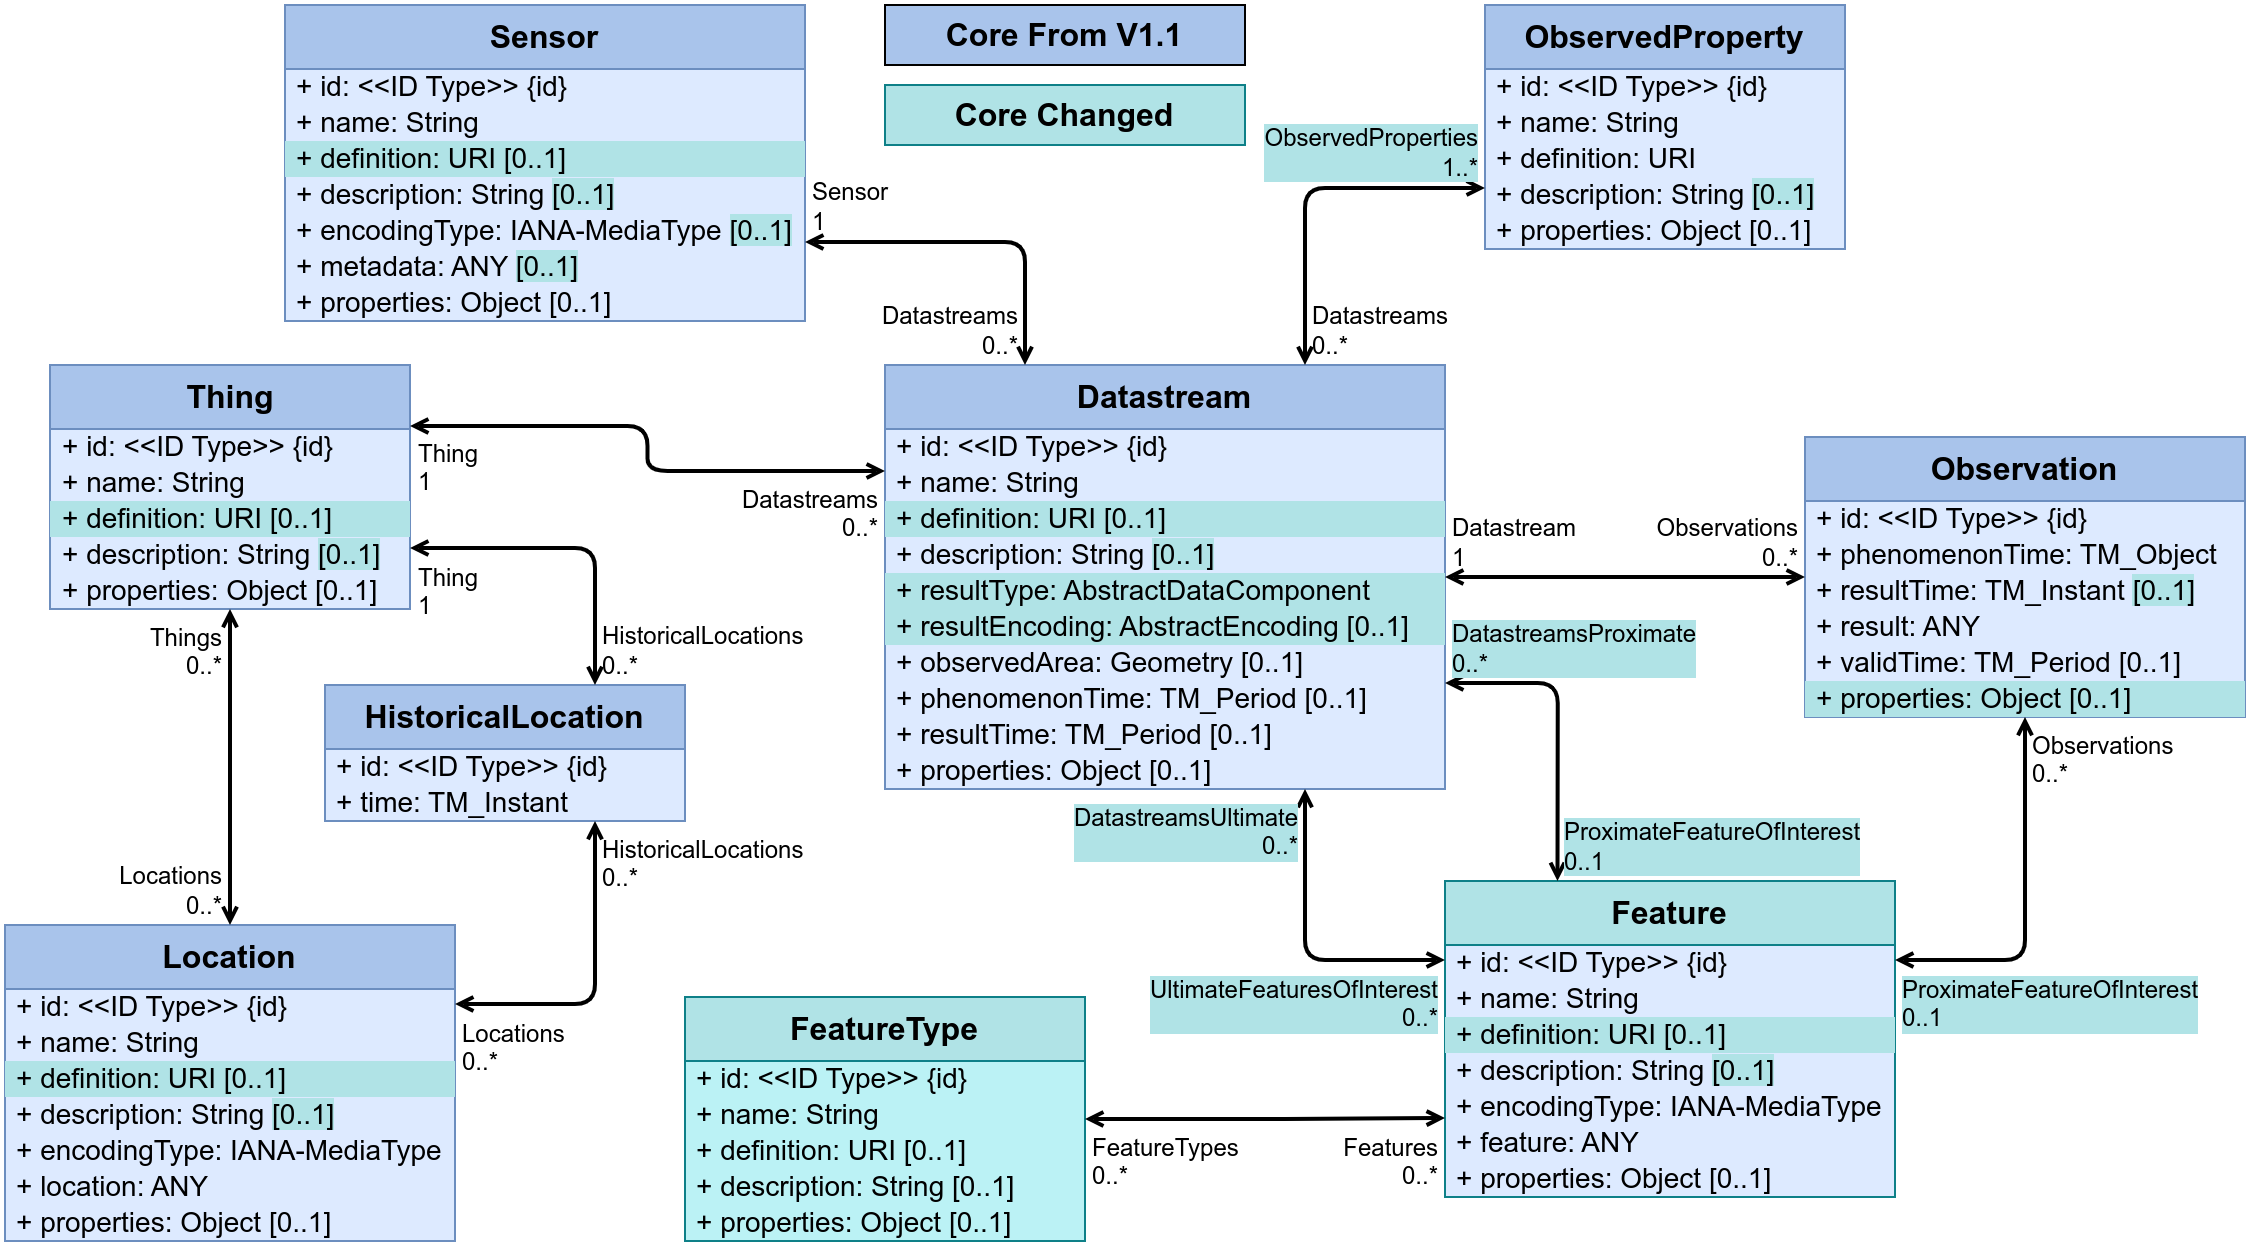 Sensor
+ id: <<ID Type>> {id}
+ name: String
+ definition: URI [0..1]
+ description: String [0..1]
+ encodingType: IANA-MediaType [0..1]
+ metadata: ANY [0..1]
+ properties: Object [0..1]
Core From V1.1
Core Changed
ObservedProperty
+ id: <<ID Type>> {id}
+ name: String
+ definition: URI
+ description: String [0..1]
+ properties: Object [0..1]
ObservedProperties
1..*
Sensor
1
Datastreams
0..*
Datastreams
0..*
Thing
+ id: <<ID Type>> {id}
+ name: String
+ definition: URI [0..1]
+ description: String [0..1]
+ properties: Object [0..1]
Thing
1
Datastreams
0..*
Thing
1
HistoricalLocations
0..*
Things
0..*
Datastream
+ id: <<ID Type>> {id}
+ name: String
+ definition: URI [0..1]
+ description: String [0..1]
+ resultType: AbstractDataComponent
+ resultEncoding: AbstractEncoding [0..1]
+ observedArea: Geometry [0..1]
+ phenomenonTime: TM_Period [0..1]
+ resultTime: TM_Period [0..1]
+ properties: Object [0..1]
Datastream
1
Observations
0..*
DatastreamsProximate
0..*
Observation
+ id: <<ID Type>> {id}
+ phenomenonTime: TM_Object
+ resultTime: TM_Instant [0..1]
+ result: ANY
+ validTime: TM_Period [0..1]
+ properties: Object [0..1]
Observations
0..*
HistoricalLocation
+ id: <<ID Type>> {id}
+ time: TM_Instant
HistoricalLocations
0..*
DatastreamsUltimate
0..*
ProximateFeatureOfInterest
0..1
Locations
0..*
Location
+ id: <<ID Type>> {id}
+ name: String
+ definition: URI [0..1]
+ description: String [0..1]
+ encodingType: IANA-MediaType
+ location: ANY
+ properties: Object [0..1]
Locations
0..*
FeatureType
+ id: <<ID Type>> {id}
+ name: String
+ definition: URI [0..1]
+ description: String [0..1]
+ properties: Object [0..1]
UltimateFeaturesOfInterest
0..*
FeatureTypes
0..*
Features
0..*
Feature
+ id: <<ID Type>> {id}
+ name: String
+ definition: URI [0..1]
+ description: String [0..1]
+ encodingType: IANA-MediaType
+ feature: ANY
+ properties: Object [0..1]
ProximateFeatureOfInterest
0..1